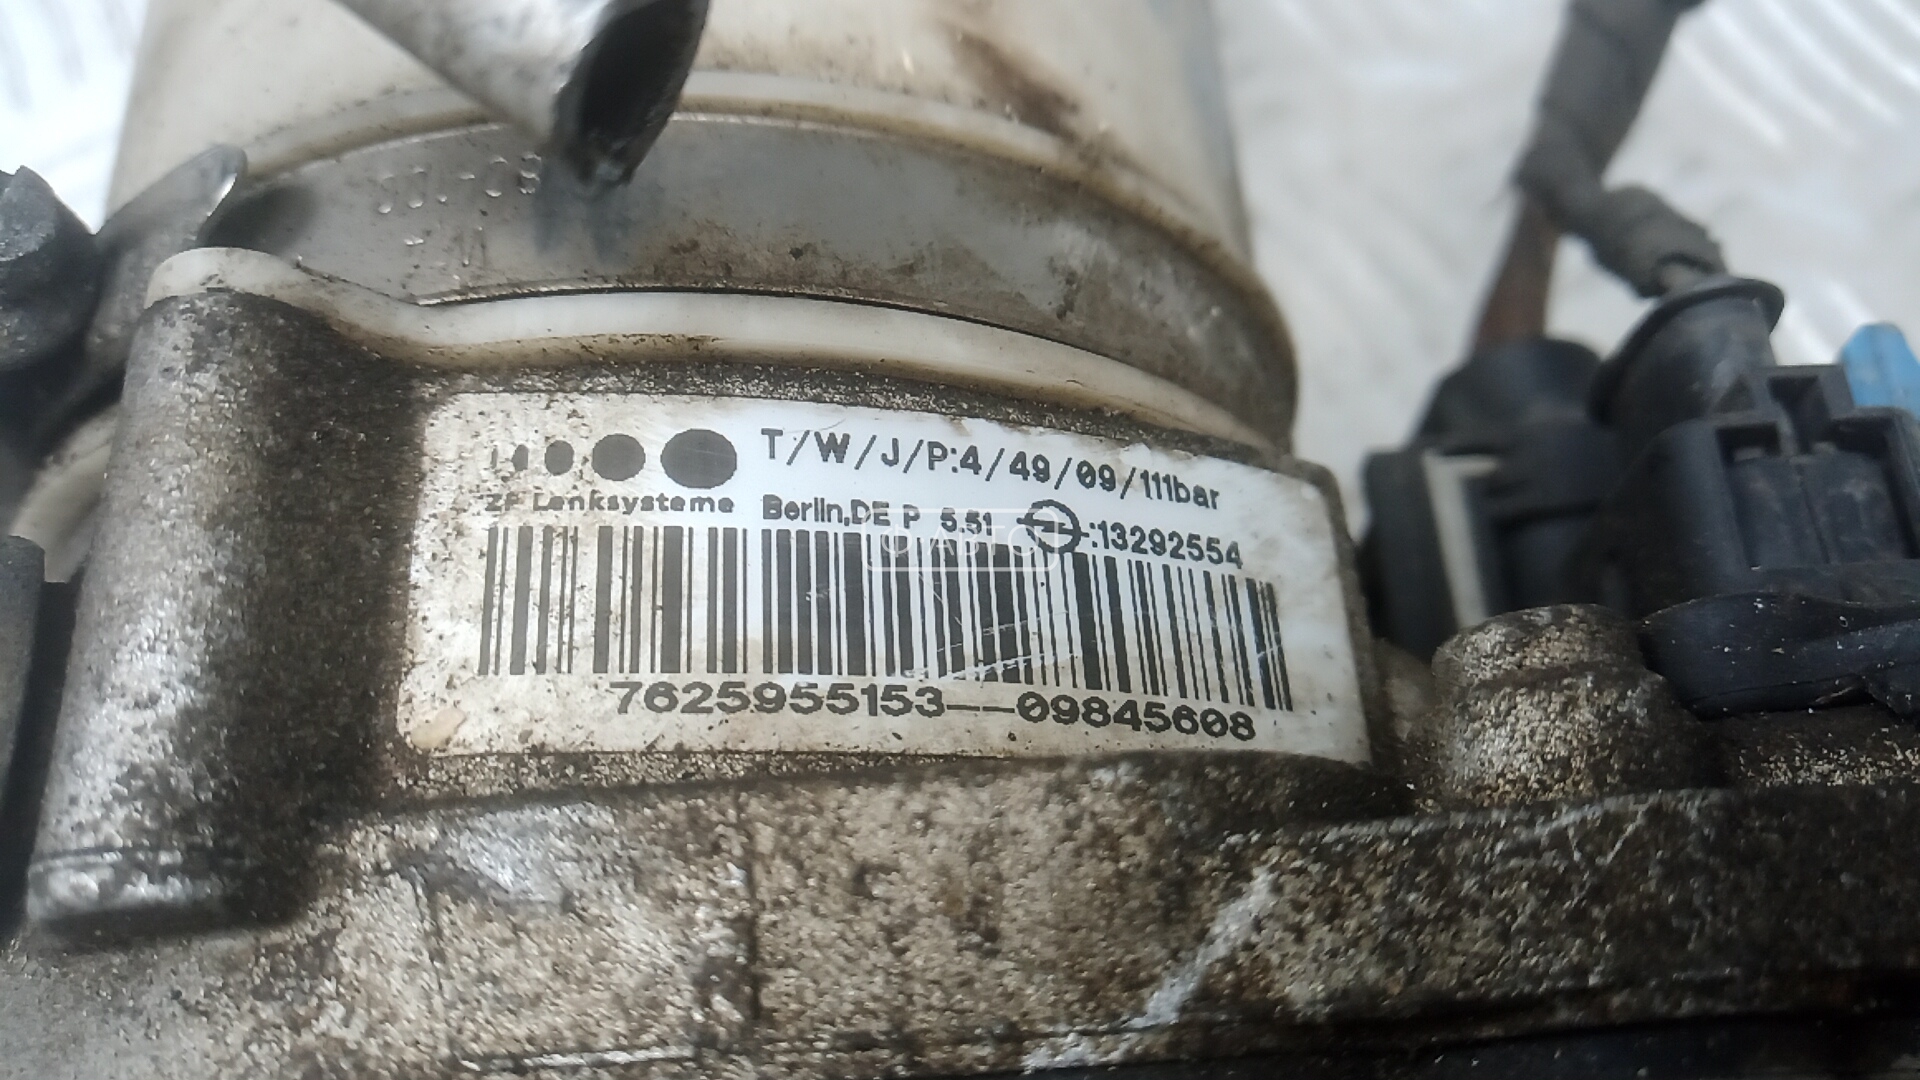 T/W/J/P:4/49/09/111bar
ZF Lenksysteme Berlin,DE P 5.51 :13292554
7625955153--09845608